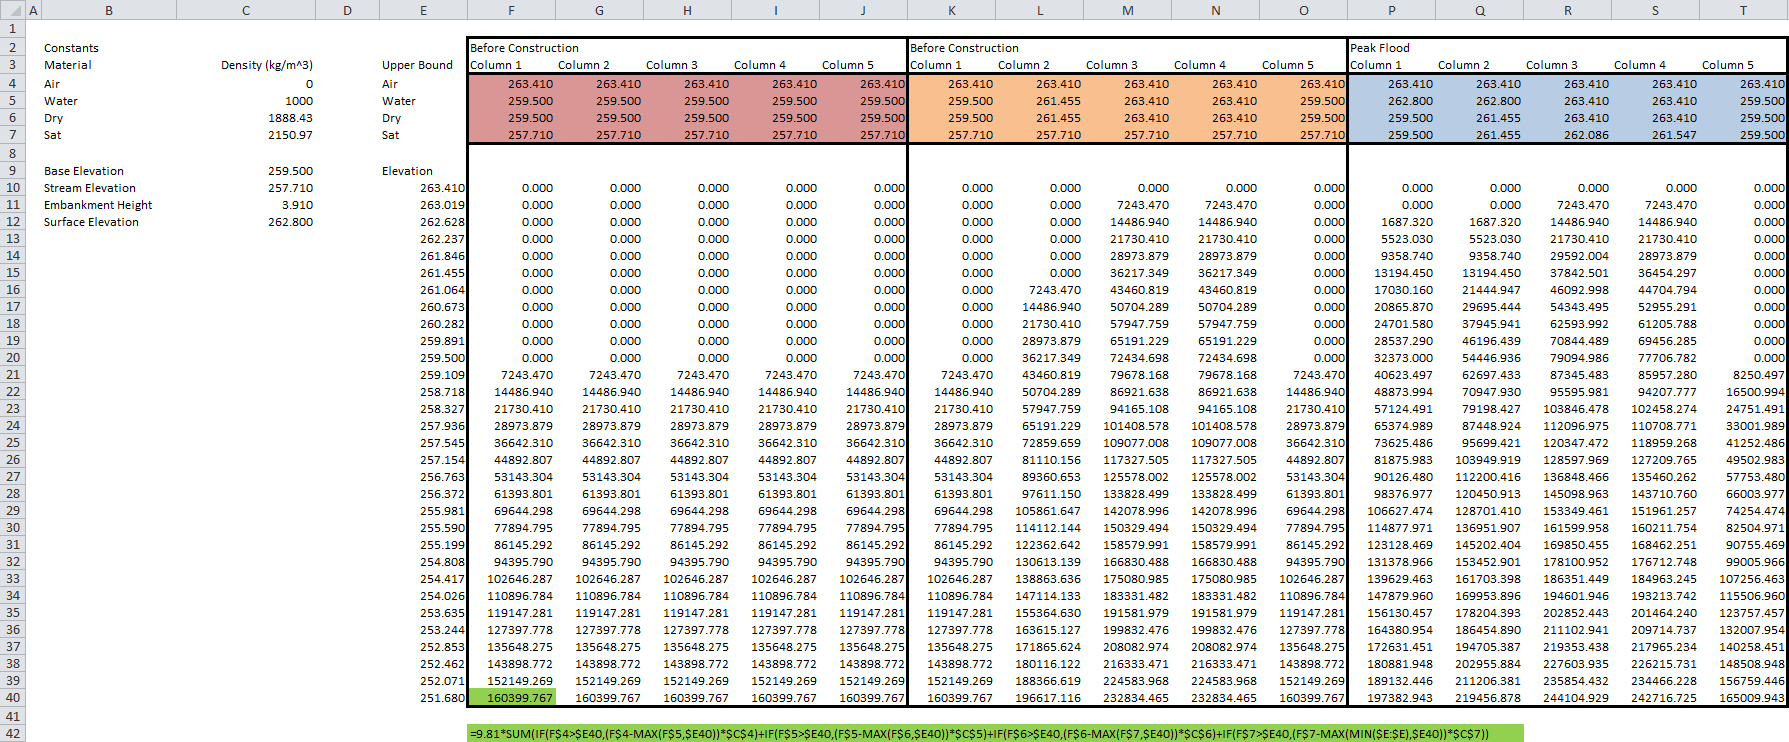 A B C D E F G H I J K L M N O P Q R S T
1
2 Constants Before Construction Before Construction Peak Flood
3 Material Density (kg/m^3) Upper Bound Column 1 Column 2 Column 3 Column 4 Column 5 Column 1 Column 2 Column 3 Column 4 Column 5 Column 1 Column 2 Column 3 Column 4 Column 5
4 Air 0 Air 263.410 263.410 263.410 263.410 263.410 263.410 263.410 263.410 263.410 263.410 263.410 263.410 263.410 263.410 263.410
5 Water 1000 Water 259.500 259.500 259.500 259.500 259.500 259.500 261.455 263.410 263.410 259.500 262.800 262.800 263.410 263.410 259.500
6 Dry 1888.43 Dry 259.500 259.500 259.500 259.500 259.500 259.500 261.455 263.410 263.410 259.500 259.500 261.455 263.410 263.410 259.500
7 Sat 2150.97 Sat 257.710 257.710 257.710 257.710 257.710 257.710 257.710 257.710 257.710 257.710 259.500 261.455 262.086 261.547 259.500
8
9 Base Elevation 259.500 Elevation
10 Stream Elevation 257.710 263.410 0.000 0.000 0.000 0.000 0.000 0.000 0.000 0.000 0.000 0.000 0.000 0.000 0.000 0.000 0.000
11 Embankment Height 3.910 263.019 0.000 0.000 0.000 0.000 0.000 0.000 0.000 7243.470 7243.470 0.000 0.000 0.000 7243.470 7243.470 0.000
12 Surface Elevation 262.800 262.628 0.000 0.000 0.000 0.000 0.000 0.000 0.000 14486.940 14486.940 0.000 1687.320 1687.320 14486.940 14486.940 0.000
13 262.237 0.000 0.000 0.000 0.000 0.000 0.000 0.000 21730.410 21730.410 0.000 5523.030 5523.030 21730.410 21730.410 0.000
14 261.846 0.000 0.000 0.000 0.000 0.000 0.000 0.000 28973.879 28973.879 0.000 9358.740 9358.740 29592.004 28973.879 0.000
15 261.455 0.000 0.000 0.000 0.000 0.000 0.000 0.000 36217.349 36217.349 0.000 13194.450 13194.450 37842.501 36454.297 0.000
16 261.064 0.000 0.000 0.000 0.000 0.000 0.000 7243.470 43460.819 43460.819 0.000 17030.160 21444.947 46092.998 44704.794 0.000
17 260.673 0.000 0.000 0.000 0.000 0.000 0.000 14486.940 50704.289 50704.289 0.000 20865.870 29695.444 54343.495 52955.291 0.000
18 260.282 0.000 0.000 0.000 0.000 0.000 0.000 21730.410 57947.759 57947.759 0.000 24701.580 37945.941 62593.992 61205.788 0.000
19 259.891 0.000 0.000 0.000 0.000 0.000 0.000 28973.879 65191.229 65191.229 0.000 28537.290 46196.439 70844.489 69456.285 0.000
20 259.500 0.000 0.000 0.000 0.000 0.000 0.000 36217.349 72434.698 72434.698 0.000 32373.000 54446.936 79094.986 77706.782 0.000
21 259.109 7243.470 7243.470 7243.470 7243.470 7243.470 7243.470 43460.819 79678.168 79678.168 7243.470 40623.497 62697.433 87345.483 85957.280 8250.497
22 258.718 14486.940 14486.940 14486.940 14486.940 14486.940 14486.940 50704.289 86921.638 86921.638 14486.940 48873.994 70947.930 95595.981 94207.777 16500.994
23 258.327 21730.410 21730.410 21730.410 21730.410 21730.410 21730.410 57947.759 94165.108 94165.108 21730.410 57124.491 79198.427 103846.478 102458.274 24751.491
24 257.936 28973.879 28973.879 28973.879 28973.879 28973.879 28973.879 65191.229 101408.578 101408.578 28973.879 65374.989 87448.924 112096.975 110708.771 33001.989
25 257.545 36642.310 36642.310 36642.310 36642.310 36642.310 36642.310 72859.659 109077.008 109077.008 36642.310 73625.486 95699.421 120347.472 118959.268 41252.486
26 257.154 44892.807 44892.807 44892.807 44892.807 44892.807 44892.807 81110.156 117327.505 117327.505 44892.807 81875.983 103949.919 128597.969 127209.765 49502.983
27 256.763 53143.304 53143.304 53143.304 53143.304 53143.304 53143.304 89360.653 125578.002 125578.002 53143.304 90126.480 112200.416 136848.466 135460.262 57753.480
28 256.372 61393.801 61393.801 61393.801 61393.801 61393.801 61393.801 97611.150 133828.499 133828.499 61393.801 98376.977 120450.913 145098.963 143710.760 66003.977
29 255.981 69644.298 69644.298 69644.298 69644.298 69644.298 69644.298 105861.647 142078.996 142078.996 69644.298 106627.474 128701.410 153349.461 151961.257 74254.474
30 255.590 77894.795 77894.795 77894.795 77894.795 77894.795 77894.795 114112.144 150329.494 150329.494 77894.795 114877.971 136951.907 161599.958 160211.754 82504.971
31 255.199 86145.292 86145.292 86145.292 86145.292 86145.292 86145.292 122362.642 158579.991 158579.991 86145.292 123128.469 145202.404 169850.455 168462.251 90755.469
32 254.808 94395.790 94395.790 94395.790 94395.790 94395.790 94395.790 130613.139 166830.488 166830.488 94395.790 131378.966 153452.901 178100.952 176712.748 99005.966
33 254.417 102646.287 102646.287 102646.287 102646.287 102646.287 102646.287 138863.636 175080.985 175080.985 102646.287 139629.463 161703.398 186351.449 184963.245 107256.463
34 254.026 110896.784 110896.784 110896.784 110896.784 110896.784 110896.784 147114.133 183331.482 183331.482 110896.784 147879.960 169953.896 194601.946 193213.742 115506.960
35 253.635 119147.281 119147.281 119147.281 119147.281 119147.281 119147.281 155364.630 191581.979 191581.979 119147.281 156130.457 178204.393 202852.443 201464.240 123757.457
36 253.244 127397.778 127397.778 127397.778 127397.778 127397.778 127397.778 163615.127 199832.476 199832.476 127397.778 164380.954 186454.890 211102.941 209714.737 132007.954
37 252.853 135648.275 135648.275 135648.275 135648.275 135648.275 135648.275 171865.624 208082.974 208082.974 135648.275 172631.451 194705.387 219353.438 217965.234 140258.451
38 252.462 143898.772 143898.772 143898.772 143898.772 143898.772 143898.772 180116.122 216333.471 216333.471 143898.772 180881.948 202955.884 227603.935 226215.731 148508.948
39 252.071 152149.269 152149.269 152149.269 152149.269 152149.269 152149.269 188366.619 224583.968 224583.968 152149.269 189132.446 211206.381 235854.432 234466.228 156759.446
40 251.680 160399.767 160399.767 160399.767 160399.767 160399.767 160399.767 196617.116 232834.465 232834.465 160399.767 197382.943 219456.878 244104.929 242716.725 165009.943
41
42 =9.81*SUM(IF(F$4>$E40,(F$4-MAX(F$5,$E40))*$C$4)+IF(F$5>$E40,(F$5-MAX(F$6,$E40))*$C$5)+IF(F$6>$E40,(F$6-MAX(F$7,$E40))*$C$6)+IF(F$7>$E40,(F$7-MAX(MIN($E:$E),$E40))*$C$7))